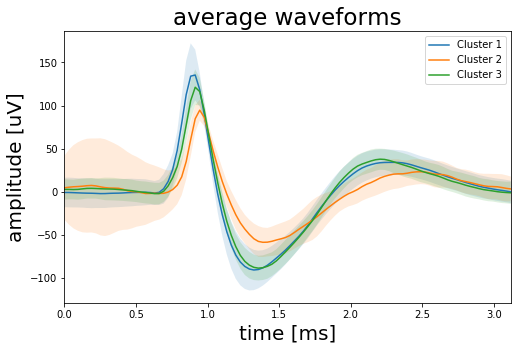 average waveforms
Cluster 1
Cluster 2
Cluster 3
amplitude [uV]
150
100
50
0
−50
−100
0.0 0.5 1.0 1.5 2.0 2.5 3.0
time [ms]